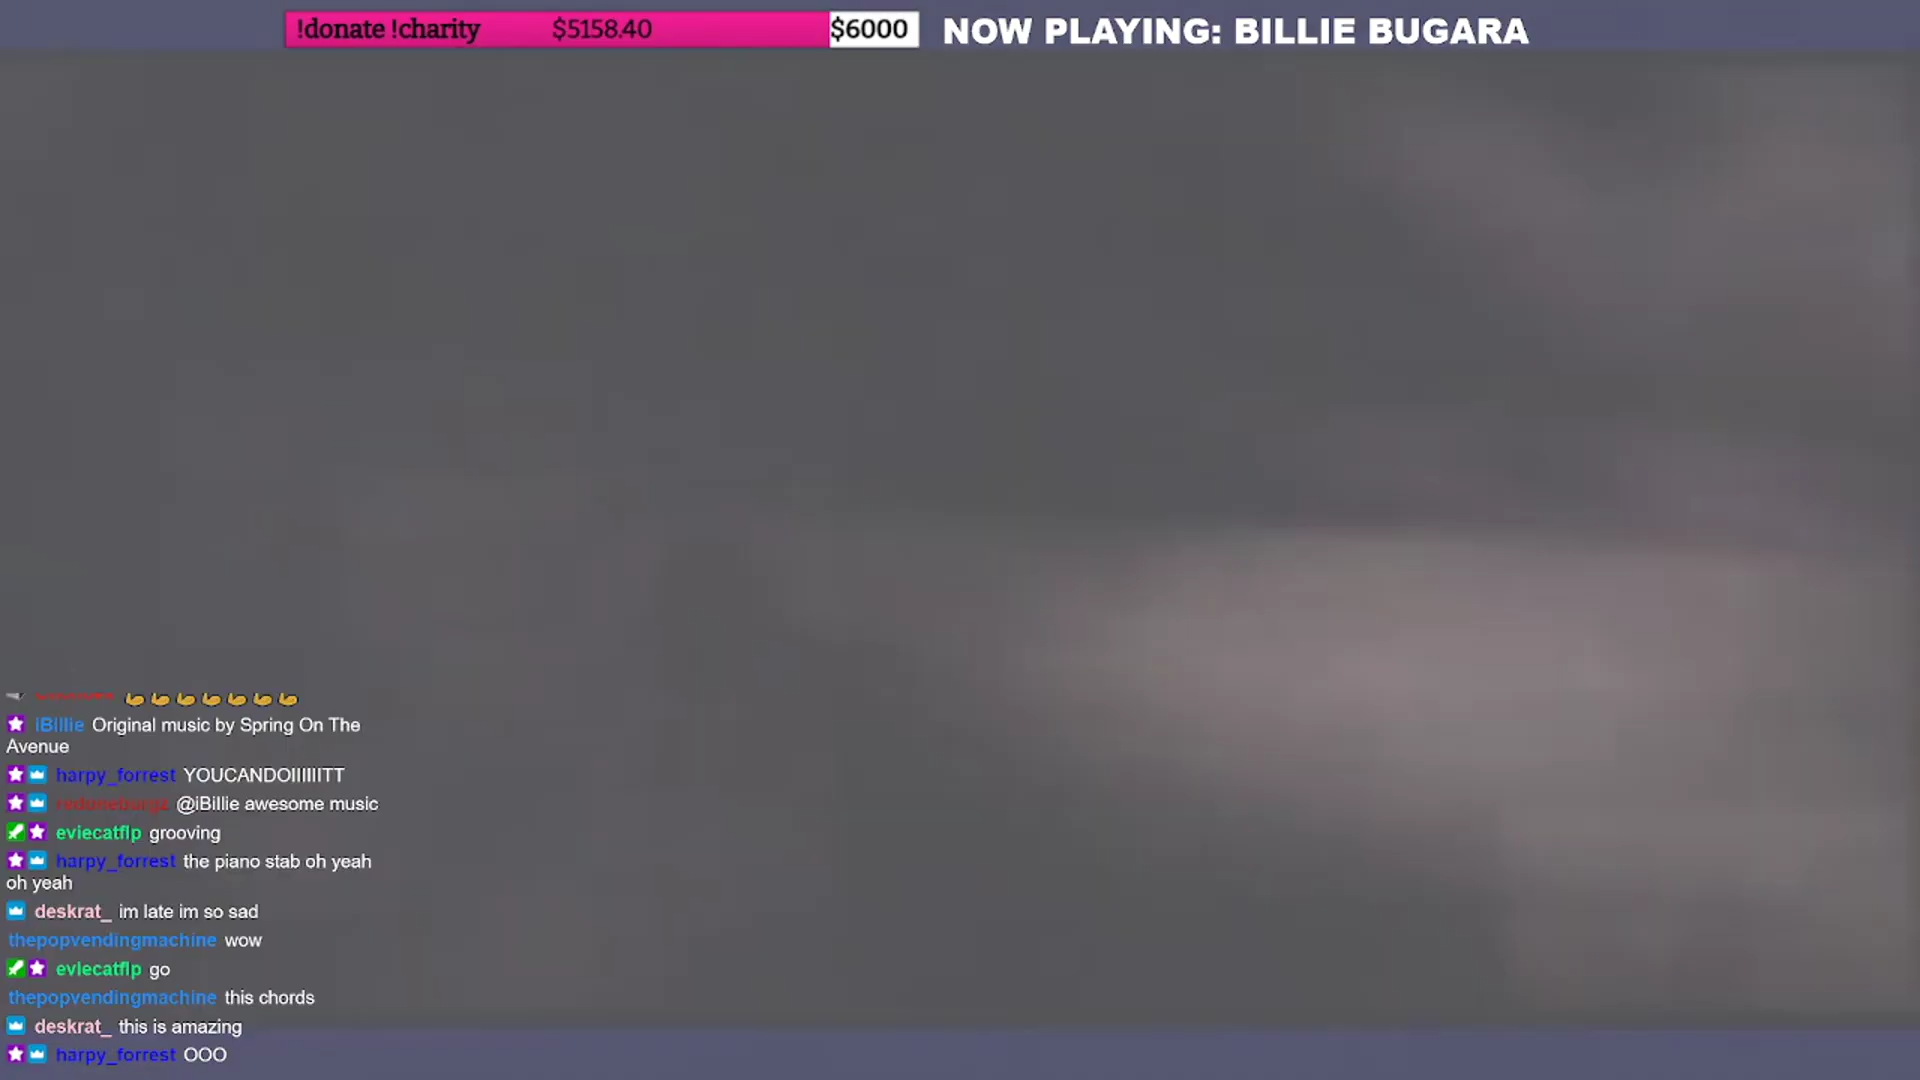 !donate !charity $5158.40 $6000 NOW PLAYING: BILLIE BUGARA
iBillie Original music by Spring On The
Avenue
harpy_forrest YOUCANDOIIIIIITT
@iBillie awesome music
eviecatflp grooving
harpy_forrest the piano stab oh yeah
oh yeah
deskrat_ im late im so sad
thepopvendingmachine wow
eviecatflp go
thepopvendingmachine this chords
deskrat_ this is amazing
harpy_forrest OOO